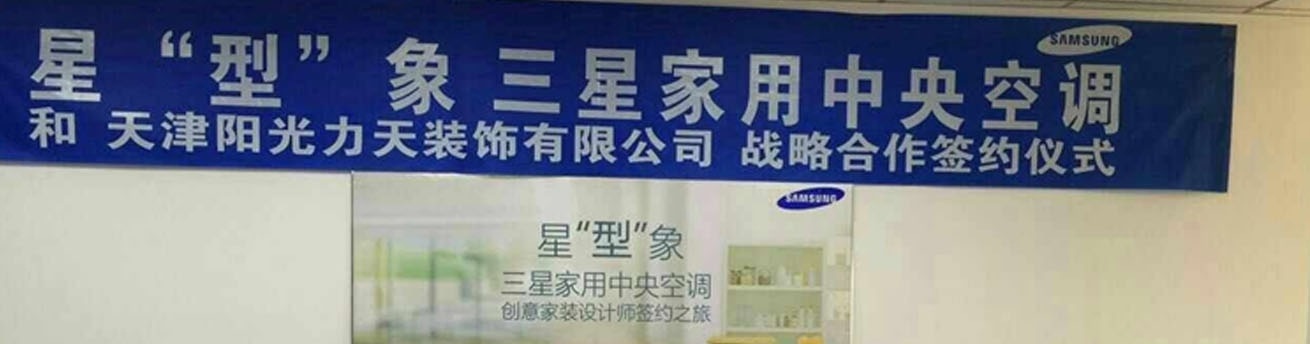 SAMSUNG
星“型”象 三星家用中央空调
和 天津阳光力天装饰有限公司 战略合作签约仪式
SAMSUNG
星“型”象
三星家用中央空调
创意家装设计师签约之旅